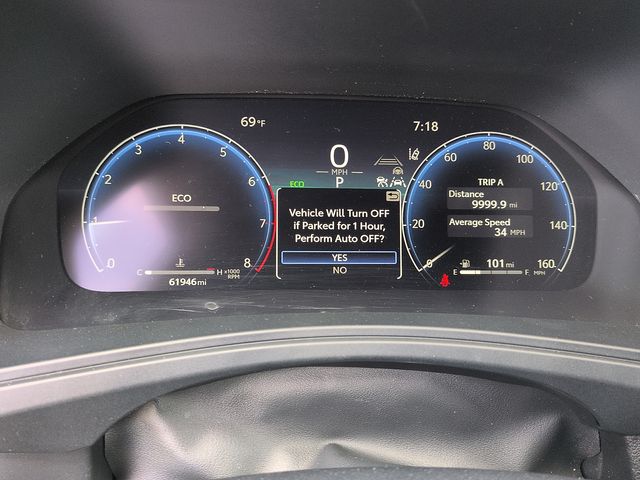 69°F
7:18
0
MPH
P
ECO
0
1
2
3
4
5
6
7
8
x1000
RPM
ECO
C
H
61946 mi
Vehicle Will Turn OFF
if Parked for 1 Hour,
Perform Auto OFF?
YES
NO
0
20
40
60
80
100
120
140
160
MPH
TRIP A
Distance
9999.9 mi
Average Speed
34 MPH
101 mi
E
F